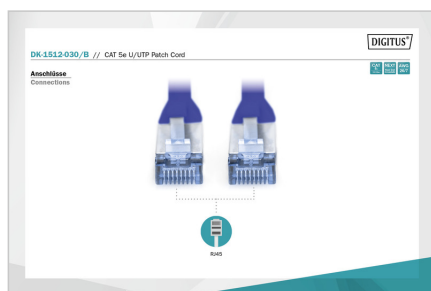 DIGITUS®
DK-1512-030/B // CAT 5e U/UTP Patch Cord
Anschlüsse
Connections
RJ45